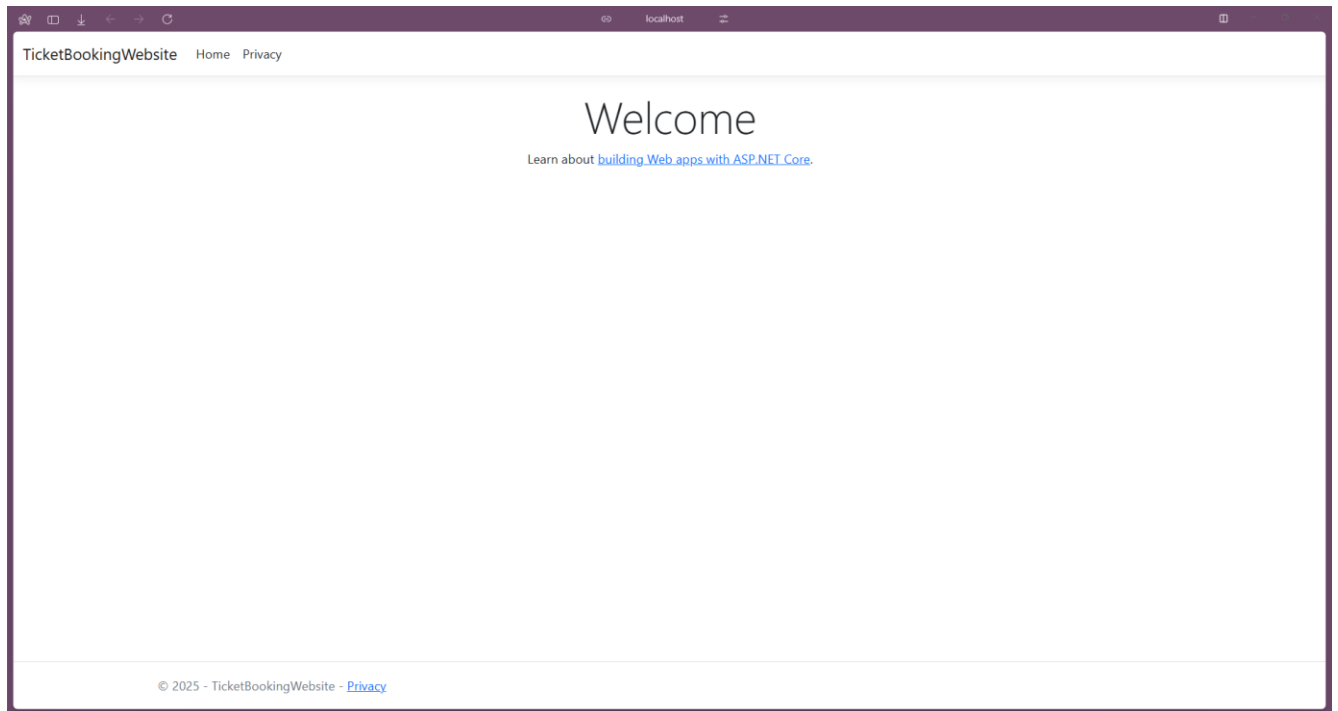 localhost
TicketBookingWebsite Home Privacy
Welcome
Learn about building Web apps with ASP.NET Core.
© 2025 - TicketBookingWebsite - Privacy